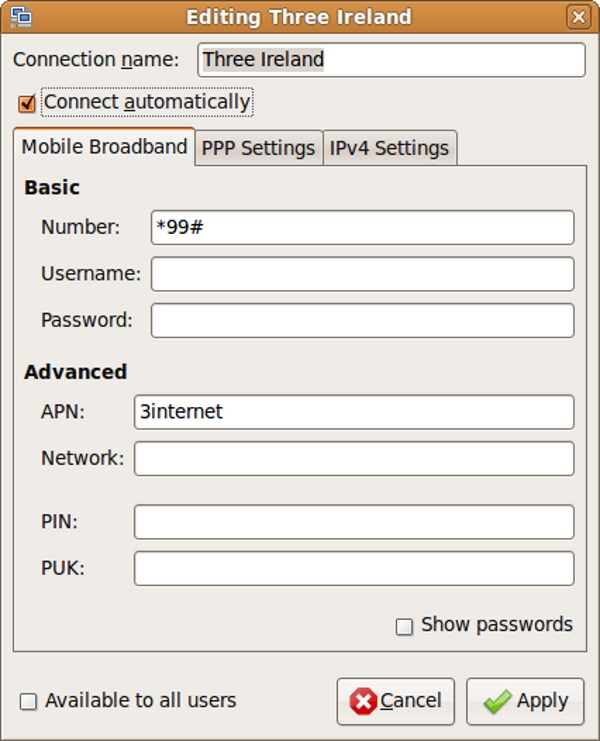 Editing Three Ireland
Connection name: Three Ireland
Connect automatically
Mobile Broadband PPP Settings IPv4 Settings
Basic
Number: *99#
Username:
Password:
Advanced
APN: 3internet
Network:
PIN:
PUK:
Show passwords
Available to all users Cancel Apply